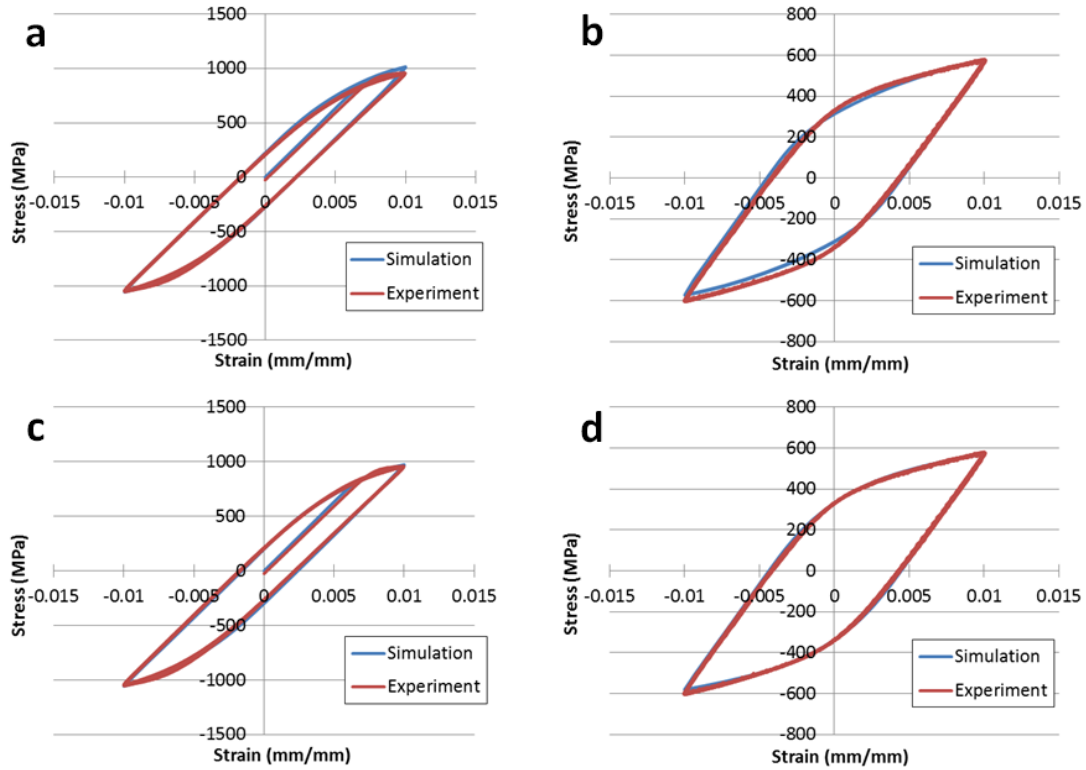 a
1500
1000
500
0
-500
-1000
-1500
-0.015 -0.01 -0.005 0 0.005 0.01 0.015
Stress (MPa)
Strain (mm/mm)
Simulation
Experiment
b
800
600
400
200
0
-200
-400
-600
-800
-0.015 -0.01 -0.005 0 0.005 0.01 0.015
Stress (MPa)
Strain (mm/mm)
Simulation
Experiment
c
1500
1000
500
0
-500
-1000
-1500
-0.015 -0.01 -0.005 0 0.005 0.01 0.015
Stress (MPa)
Strain (mm/mm)
Simulation
Experiment
d
800
600
400
200
0
-200
-400
-600
-800
-0.015 -0.01 -0.005 0 0.005 0.01 0.015
Stress (MPa)
Strain (mm/mm)
Simulation
Experiment